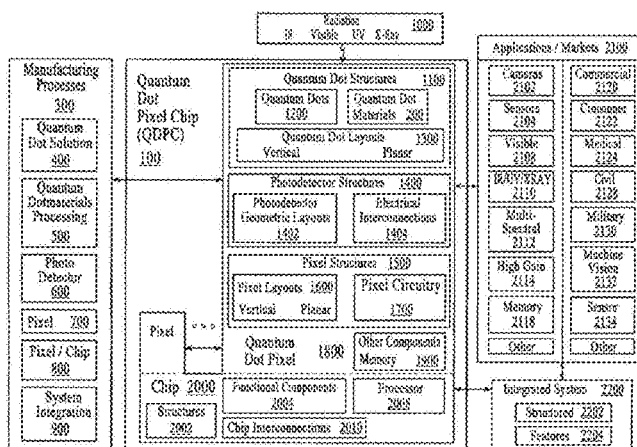 Radiation 1000
IR Visible UV X-Ray
Manufacturing
Processes
300
Quantum
Dot Solution
400
Quantum
Dotmaterials
Processing
500
Photo
Detector
600
Pixel 700
Pixel / Chip
800
System
Integration
900
Quantum
Dot
Pixel Chip
(QDPC)
100
Quantum Dot Structures
1100
Quantum Dots
1200
Quantum Dot
Materials 200
Quantum Dot Layouts 1300
Vertical Planar
Photodetector Structures 1400
Photodetector
Geometric Layouts
1402
Electrical
Interconnections
1404
Pixel Structures 1500
Pixel Layouts 1600
Vertical Planar
Pixel Circuitry
1700
Pixel
Quantum
Dot Pixel 1800
Other Components
Memory
Chip 2000
Structures
2002
Functional Components
2004
Processor
2008
Chip Interconnections 2010
Applications / Markets 2100
Cameras
2102
Sensors
Visible
2108
IR/UV/XRAY
2110
Multi-
Spectral
2112
High Gain
2114
Memory
2118
Other
Commercial
2120
Consumer
2122
Medical
2124
Civil
2128
Military
2130
Machine
Vision
2132
Sensor
2134
Other
Integrated System 2200
Structured 2202
Features 2204